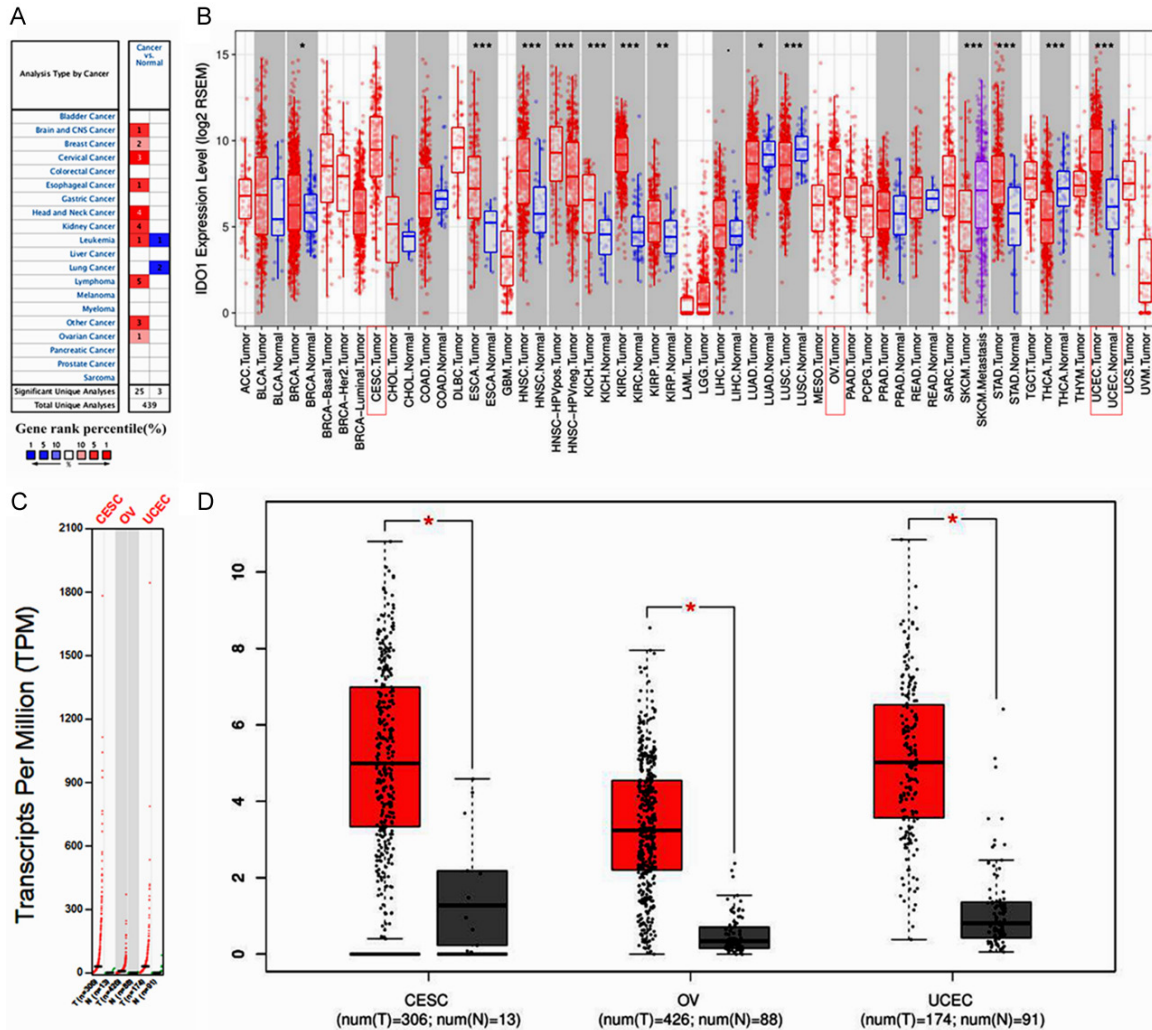 A
Analysis Type by Cancer
Cancer
vs.
Normal
Bladder Cancer
Brain and CNS Cancer 1
Breast Cancer 2
Cervical Cancer 3
Colorectal Cancer
Esophageal Cancer 1
Gastric Cancer
Head and Neck Cancer 4
Kidney Cancer 4
Leukemia 1 1
Liver Cancer
Lung Cancer 2
Lymphoma 5
Melanoma
Myeloma
Other Cancer 3
Ovarian Cancer 1
Pancreatic Cancer
Prostate Cancer
Sarcoma
Significant Unique Analyses 25 3
Total Unique Analyses 439
Gene rank percentile(%)
1 5 10 10 5 1
%
B
IDO1 Expression Level (log2 RSEM)
15
10
5
0
* *** *** *** *** *** ** . * *** *** *** *** ***
ACC.Tumor
BLCA.Tumor
BLCA.Normal
BRCA.Tumor
BRCA.Normal
BRCA-Basal.Tumor
BRCA-Her2.Tumor
BRCA-Luminal.Tumor
CESC.Tumor
CHOL.Tumor
CHOL.Normal
COAD.Tumor
COAD.Normal
DLBC.Tumor
ESCA.Tumor
ESCA.Normal
GBM.Tumor
HNSC.Tumor
HNSC.Normal
HNSC-HPVpos.Tumor
HNSC-HPVneg.Tumor
KICH.Tumor
KICH.Normal
KIRC.Tumor
KIRC.Normal
KIRP.Tumor
KIRP.Normal
LAML.Tumor
LGG.Tumor
LIHC.Tumor
LIHC.Normal
LUAD.Tumor
LUAD.Normal
LUSC.Tumor
LUSC.Normal
MESO.Tumor
OV.Tumor
PAAD.Tumor
PCPG.Tumor
PRAD.Tumor
PRAD.Normal
READ.Tumor
READ.Normal
SARC.Tumor
SKCM.Tumor
SKCM.Metastasis
STAD.Tumor
STAD.Normal
TGCT.Tumor
THCA.Tumor
THCA.Normal
THYM.Tumor
UCEC.Tumor
UCEC.Normal
UCS.Tumor
UVM.Tumor
C
CESC
OV
UCEC
Transcripts Per Million (TPM)
2100
1800
1500
1200
900
600
300
0
T (n=306)
N (n=13)
T (n=426)
N (n=88)
T (n=174)
N (n=91)
D
* * *
10
8
6
4
2
0
CESC
(num(T)=306; num(N)=13)
OV
(num(T)=426; num(N)=88)
UCEC
(num(T)=174; num(N)=91)